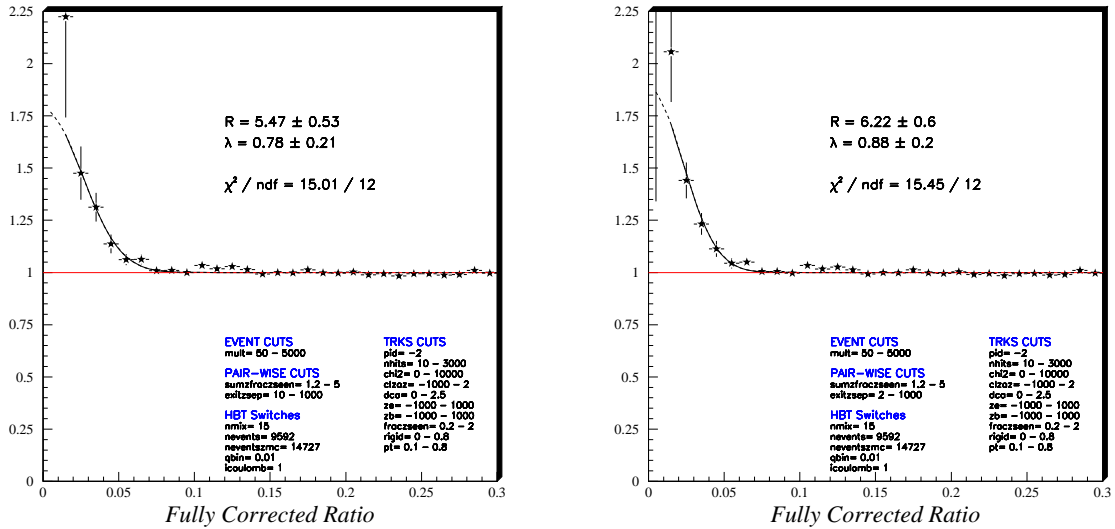 2.25
2
1.75
1.5
1.25
1
0.75
0.5
0.25
0
0
0.05
0.1
0.15
0.2
0.25
0.3
R = 5.47 ± 0.53
λ = 0.78 ± 0.21
χ² / ndf = 15.01 / 12
EVENT CUTS
mult= 50 - 5000
PAIR-WISE CUTS
sumzfraczseen= 1.2 - 5
exitzsep= 10 - 1000
HBT Switches
nmix= 15
nevents= 9592
neventszmc= 14727
qbin= 0.01
icoulomb= 1
TRKS CUTS
pid= -2
nhits= 10 - 3000
chi2= 0 - 10000
clzoz= -1000 - 2
dca= 0 - 2.5
ze= -1000 - 1000
zb= -1000 - 1000
fraczseen= 0.2 - 2
rigid= 0 - 0.8
pt= 0.1 - 0.8
Fully Corrected Ratio
2.25
2
1.75
1.5
1.25
1
0.75
0.5
0.25
0
0
0.05
0.1
0.15
0.2
0.25
0.3
R = 6.22 ± 0.6
λ = 0.88 ± 0.2
χ² / ndf = 15.45 / 12
EVENT CUTS
mult= 50 - 5000
PAIR-WISE CUTS
sumzfraczseen= 1.2 - 5
exitzsep= 2 - 1000
HBT Switches
nmix= 15
nevents= 9592
neventszmc= 14727
qbin= 0.01
icoulomb= 1
TRKS CUTS
pid= -2
nhits= 10 - 3000
chi2= 0 - 10000
clzoz= -1000 - 2
dca= 0 - 2.5
ze= -1000 - 1000
zb= -1000 - 1000
fraczseen= 0.2 - 2
rigid= 0 - 0.8
pt= 0.1 - 0.8
Fully Corrected Ratio